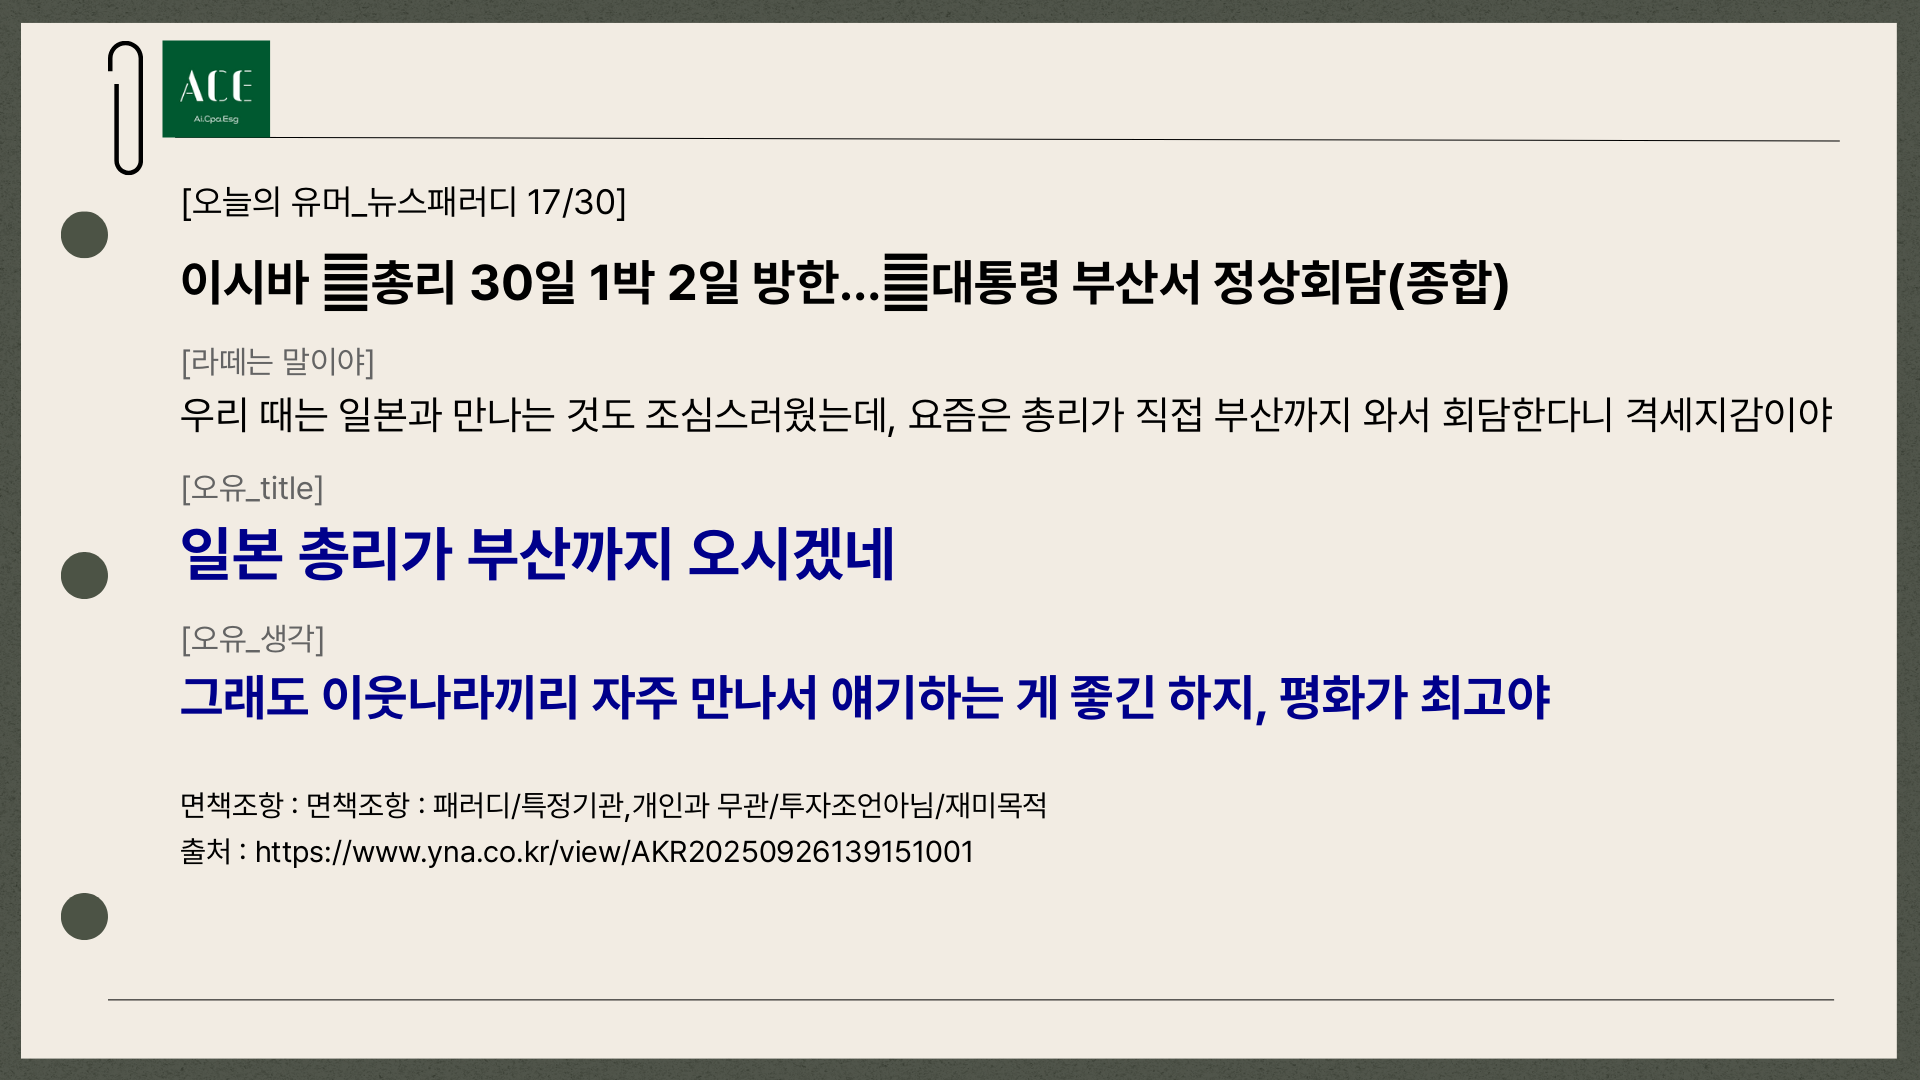 ACE
Ai.Cpa.Esg
[오늘의 유머_뉴스패러디 17/30]
이시바 총리 30일 1박 2일 방한...대통령 부산서 정상회담(종합)
[라떼는 말이야]
우리 때는 일본과 만나는 것도 조심스러웠는데, 요즘은 총리가 직접 부산까지 와서 회담한다니 격세지감이야
[오유_title]
일본 총리가 부산까지 오시겠네
[오유_생각]
그래도 이웃나라끼리 자주 만나서 얘기하는 게 좋긴 하지, 평화가 최고야
면책조항 : 면책조항 : 패러디/특정기관,개인과 무관/투자조언아님/재미목적
출처 : https://www.yna.co.kr/view/AKR20250926139151001